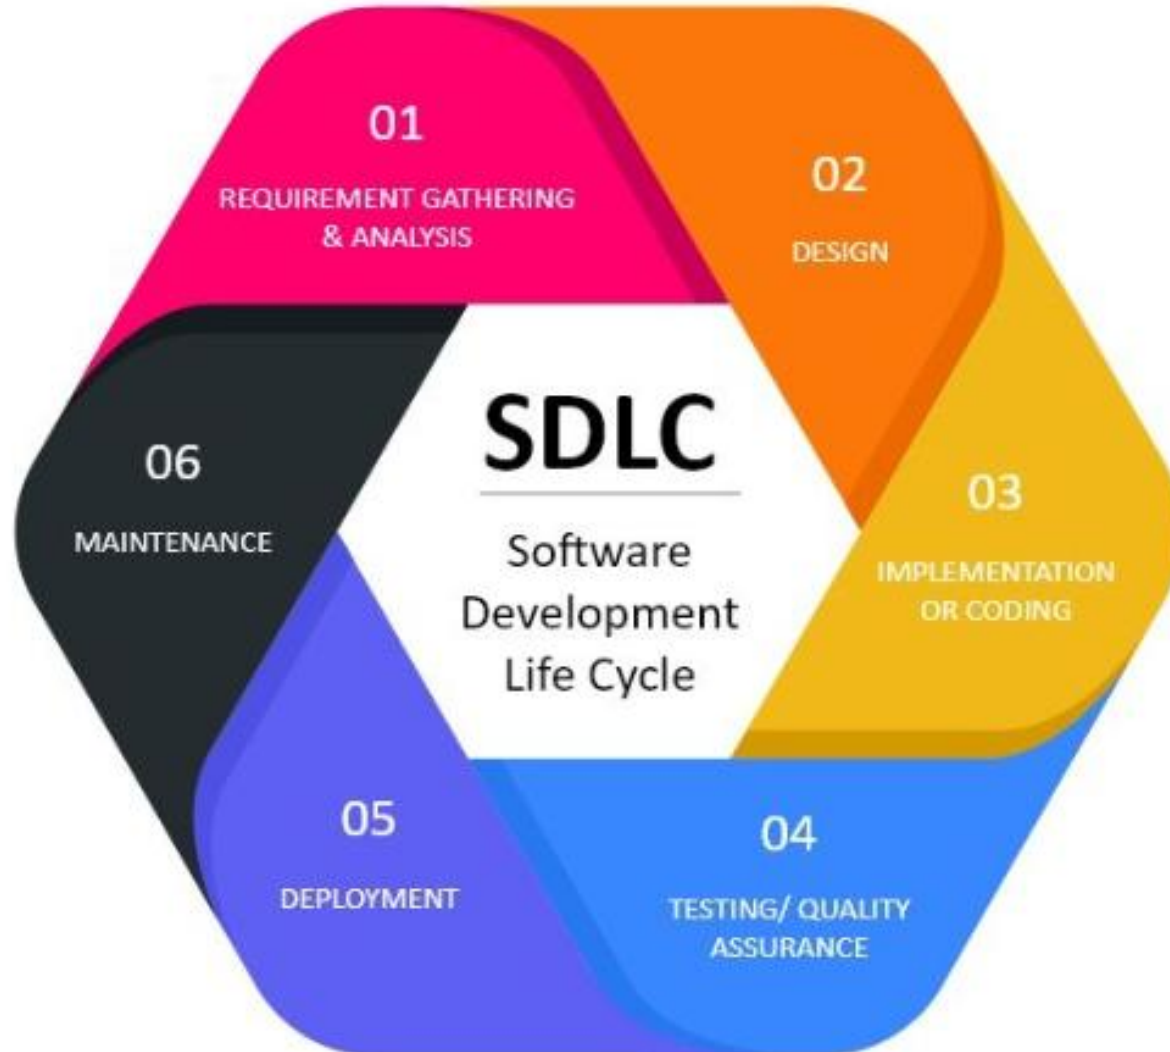 01
REQUIREMENT GATHERING
& ANALYSIS
02
DESIGN
03
IMPLEMENTATION
OR CODING
04
TESTING/ QUALITY
ASSURANCE
05
DEPLOYMENT
06
MAINTENANCE
SDLC
Software
Development
Life Cycle